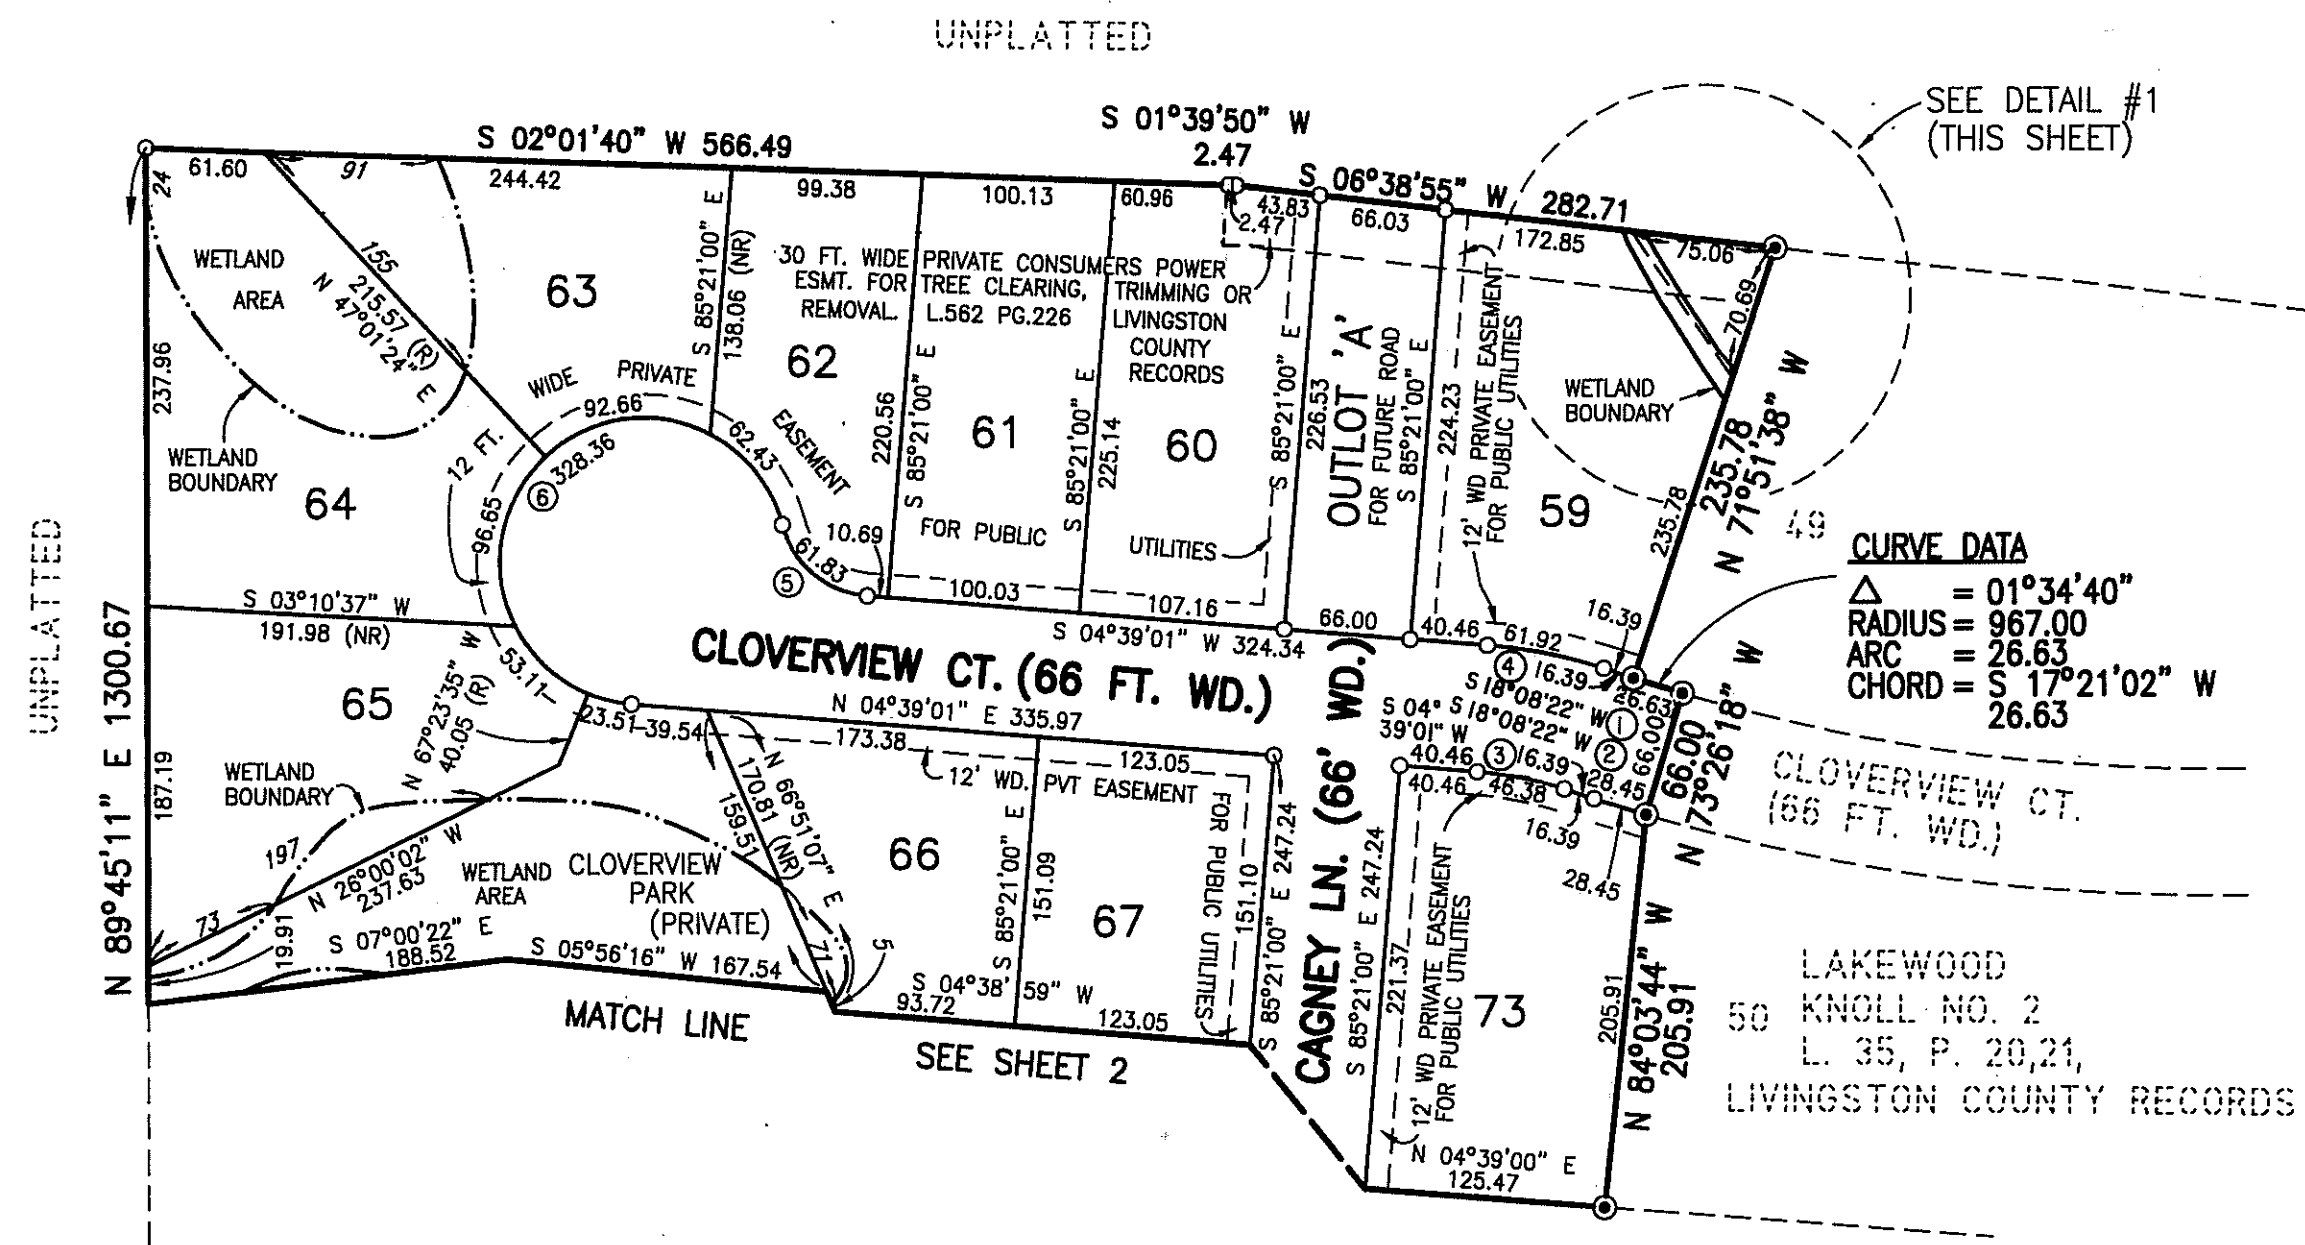 UNPLATTED
SEE DETAIL #1
(THIS SHEET)
S 01°39'50" W
2.47
S 02°01'40" W 566.49
S 06°38'55" W 282.71
61.60
91
244.42
99.38
100.13
60.96
2.47
43.83
66.03
172.85
75.06
24
WETLAND
AREA
155
215.57 (R)
N 47°01'24" E
63
S 85°21'00" E
138.06 (NR)
30 FT. WIDE PRIVATE CONSUMERS POWER
ESMT. FOR TREE CLEARING, TRIMMING OR
REMOVAL. L.562 PG.226 LIVINGSTON
COUNTY
RECORDS
62
220.56
S 85°21'00" E
61
S 85°21'00" E
225.14
60
S 85°21'00" E
226.53
OUTLOT 'A'
FOR FUTURE ROAD
S 85°21'00" E
224.23
12' WD PRIVATE EASEMENT
FOR PUBLIC UTILITIES
59
WETLAND
BOUNDARY
70.69
235.78
N 71°51'38" W
235.78
49
237.96
WETLAND
BOUNDARY
64
12 FT.
WIDE
PRIVATE
EASEMENT
FOR PUBLIC
UTILITIES
92.66
62.43
328.36
6
96.65
10.69
61.83
5
100.03
107.16
66.00
40.46
61.92
16.39
UNPLATTED
N 89°45'11" E 1300.67
S 03°10'37" W
191.98 (NR)
53.11
S 04°39'01" W 324.34
CLOVERVIEW CT. (66 FT. WD.)
N 04°39'01" E 335.97
4
16.39
S 18°08'22" W
1
26.63
S 04°
39'01" W
S 18°08'22" W
2
66.00
66.00
N 73°26'18" W
CURVE DATA
△ = 01°34'40"
RADIUS = 967.00
ARC = 26.63
CHORD = S 17°21'02" W
26.63
65
N 67°23'35" W
40.05 (R)
23.51
39.54
173.38
123.05
12' WD. PVT EASEMENT
FOR PUBLIC UTILITIES
40.46
3
16.39
28.45
40.46
46.38
16.39
28.45
CLOVERVIEW CT.
(66 FT. WD.)
187.19
WETLAND
BOUNDARY
197
N 26°00'02" W
237.63
73
19.91
WETLAND
AREA
CLOVERVIEW
PARK
(PRIVATE)
N 66°51'07" E
170.81 (NR)
159.51
71
5
66
S 85°21'00" E
151.09
67
151.10
S 85°21'00" E 247.24
CAGNEY LN. (66' WD.)
S 85°21'00" E 247.24
221.37
12' WD PRIVATE EASEMENT
FOR PUBLIC UTILITIES
73
205.91
N 84°03'44" W
205.91
S 07°00'22" E
188.52
S 05°56'16" W 167.54
S 04°38'59" W
93.72
123.05
MATCH LINE
SEE SHEET 2
N 04°39'00" E
125.47
50
LAKEWOOD
KNOLL NO. 2
L. 35, P. 20,21,
LIVINGSTON COUNTY RECORDS